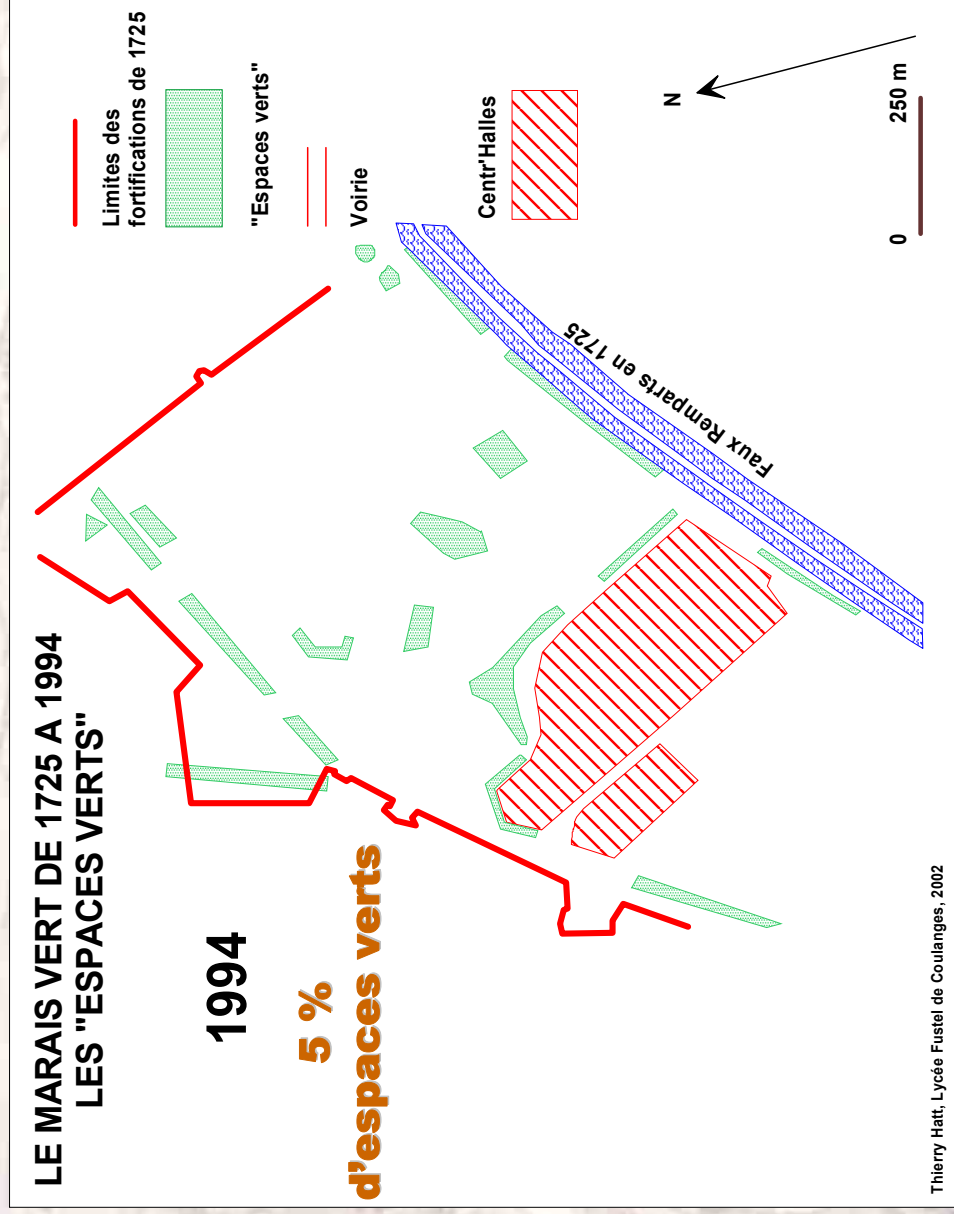 LE MARAIS VERT DE 1725 A 1994
LES "ESPACES VERTS"
1994
5 %
d'espaces verts
Limites des
fortifications de 1725
"Espaces verts"
Voirie
Centr'Halles
N
0
250 m
Faux Remparts en 1725
Thierry Hatt, Lycée Fustel de Coulanges, 2002